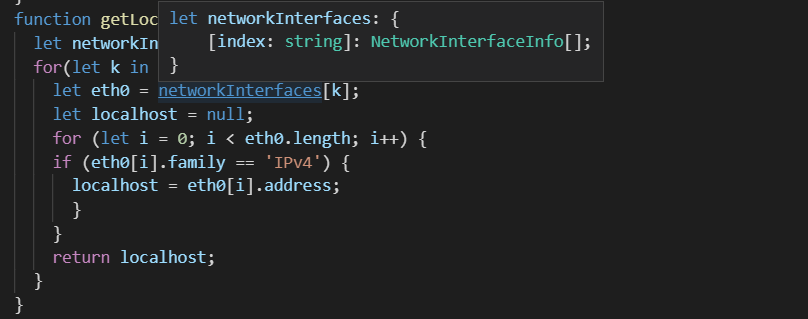 }
function getLoc
let networkIn
for(let k in
let networkInterfaces: {
[index: string]: NetworkInterfaceInfo[];
}
let eth0 = networkInterfaces[k];
let localhost = null;
for (let i = 0; i < eth0.length; i++) {
if (eth0[i].family == 'IPv4') {
localhost = eth0[i].address;
}
}
return localhost;
}
}